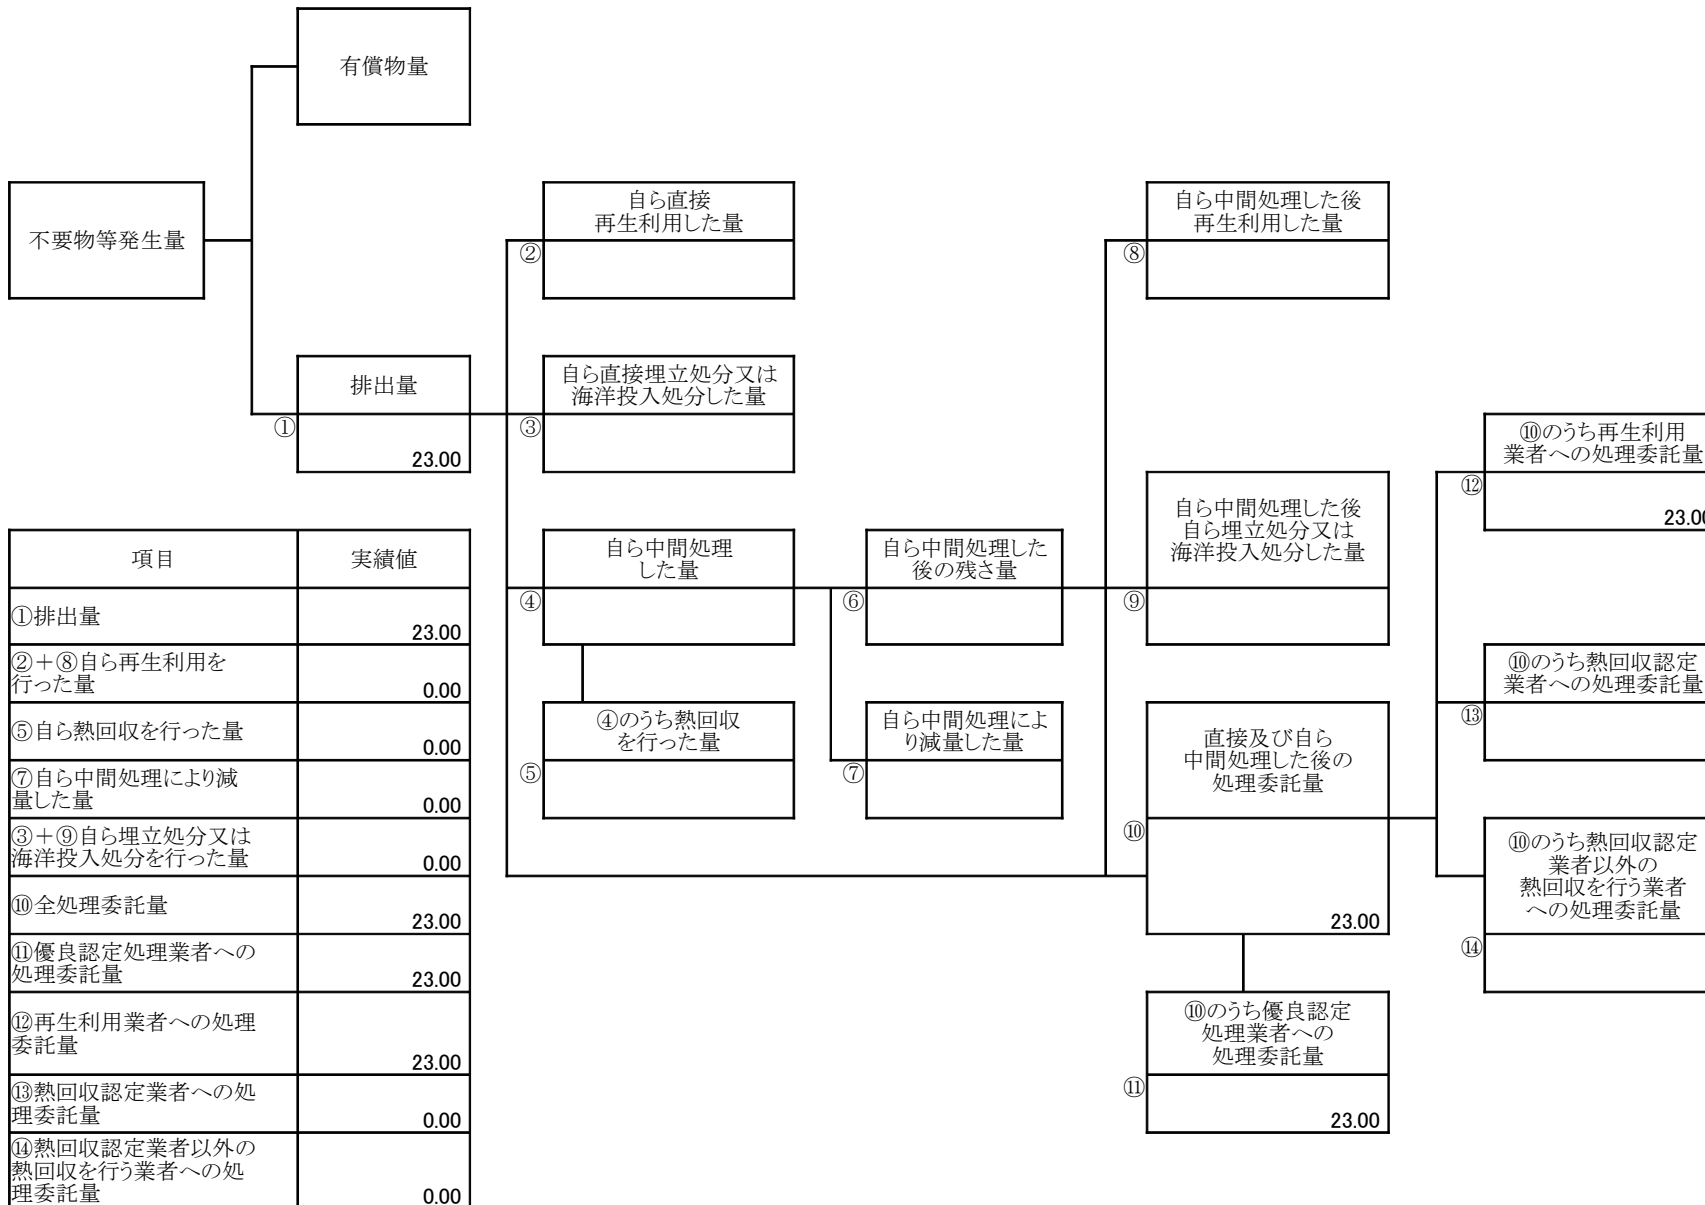 有償物量
不要物等発生量
自ら直接
再生利用した量
②
自ら中間処理した後
再生利用した量
⑧
排出量
①
23.00
自ら直接埋立処分又は
海洋投入処分した量
③
⑩のうち再生利用
業者への処理委託量
⑫
23.00
自ら中間処理した後
自ら埋立処分又は
海洋投入処分した量
⑨
自ら中間処理
した量
④
自ら中間処理した
後の残さ量
⑥
⑩のうち熱回収認定
業者への処理委託量
⑬
④のうち熱回収
を行った量
⑤
自ら中間処理によ
り減量した量
⑦
直接及び自ら
中間処理した後の
処理委託量
⑩
23.00
⑩のうち熱回収認定
業者以外の
熱回収を行う業者
への処理委託量
⑭
⑩のうち優良認定
処理業者への
処理委託量
⑪
23.00
項目 実績値
①排出量
23.00
②+⑧自ら再生利用を
行った量
0.00
⑤自ら熱回収を行った量
0.00
⑦自ら中間処理により減
量した量
0.00
③+⑨自ら埋立処分又は
海洋投入処分を行った量
0.00
⑩全処理委託量
23.00
⑪優良認定処理業者への
処理委託量
23.00
⑫再生利用業者への処理
委託量
23.00
⑬熱回収認定業者への処
理委託量
0.00
⑭熱回収認定業者以外の
熱回収を行う業者への処
理委託量
0.00